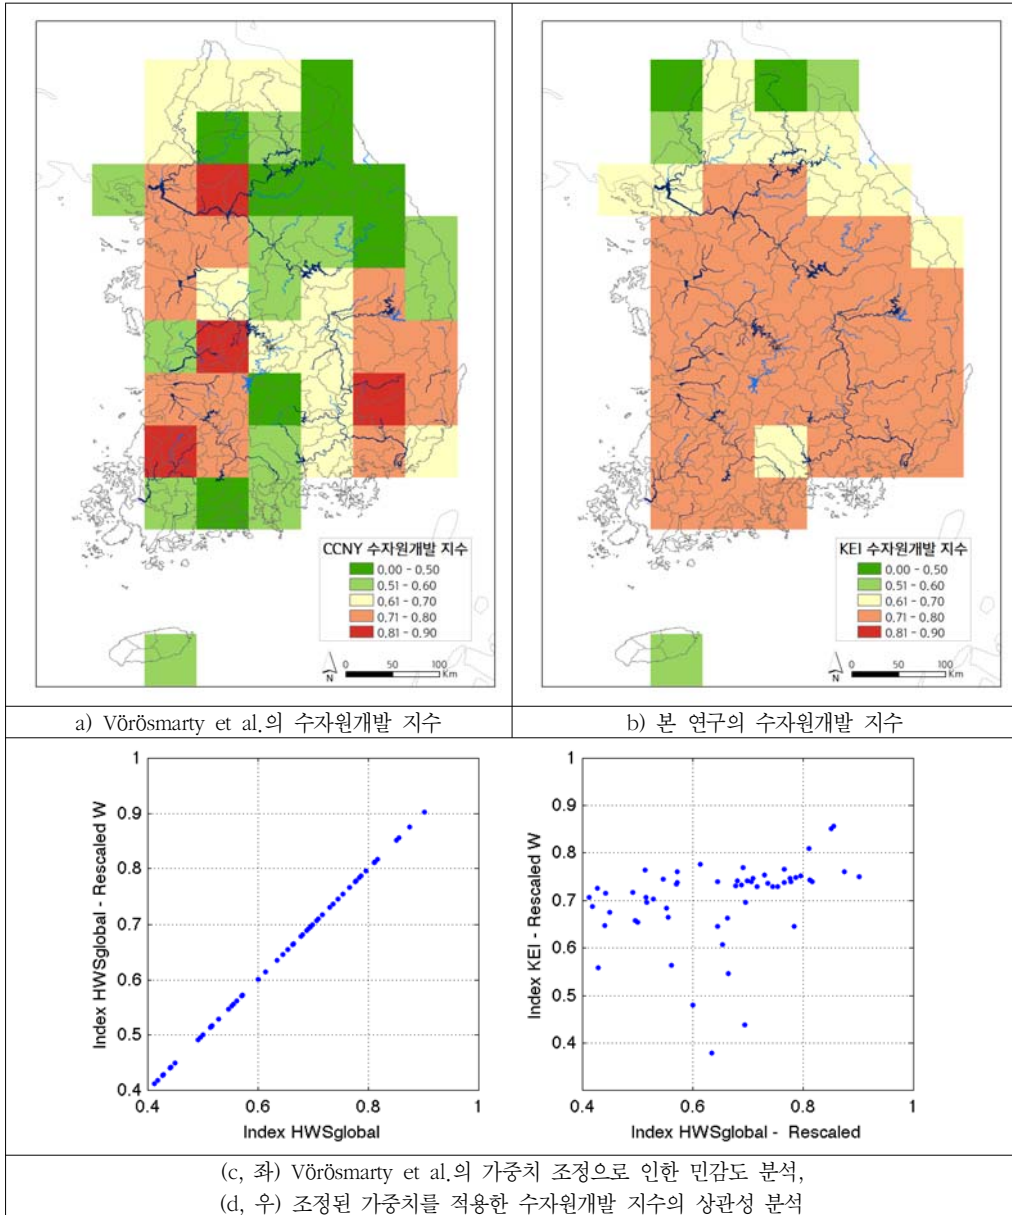 CCNY 수자원개발 지수
0.00 - 0.50
0.51 - 0.60
0.61 - 0.70
0.71 - 0.80
0.81 - 0.90
N
0 50 100
Km
KEI 수자원개발 지수
0.00 - 0.50
0.51 - 0.60
0.61 - 0.70
0.71 - 0.80
0.81 - 0.90
N
0 50 100
Km
a) Vörösmarty et al.의 수자원개발 지수
b) 본 연구의 수자원개발 지수
Index HWSglobal - Rescaled W
1
0.9
0.8
0.7
0.6
0.5
0.4
0.4 0.6 0.8 1
Index HWSglobal
Index KEI - Rescaled W
1
0.9
0.8
0.7
0.6
0.5
0.4
0.4 0.6 0.8 1
Index HWSglobal - Rescaled
(c, 좌) Vörösmarty et al.의 가중치 조정으로 인한 민감도 분석,
(d, 우) 조정된 가중치를 적용한 수자원개발 지수의 상관성 분석